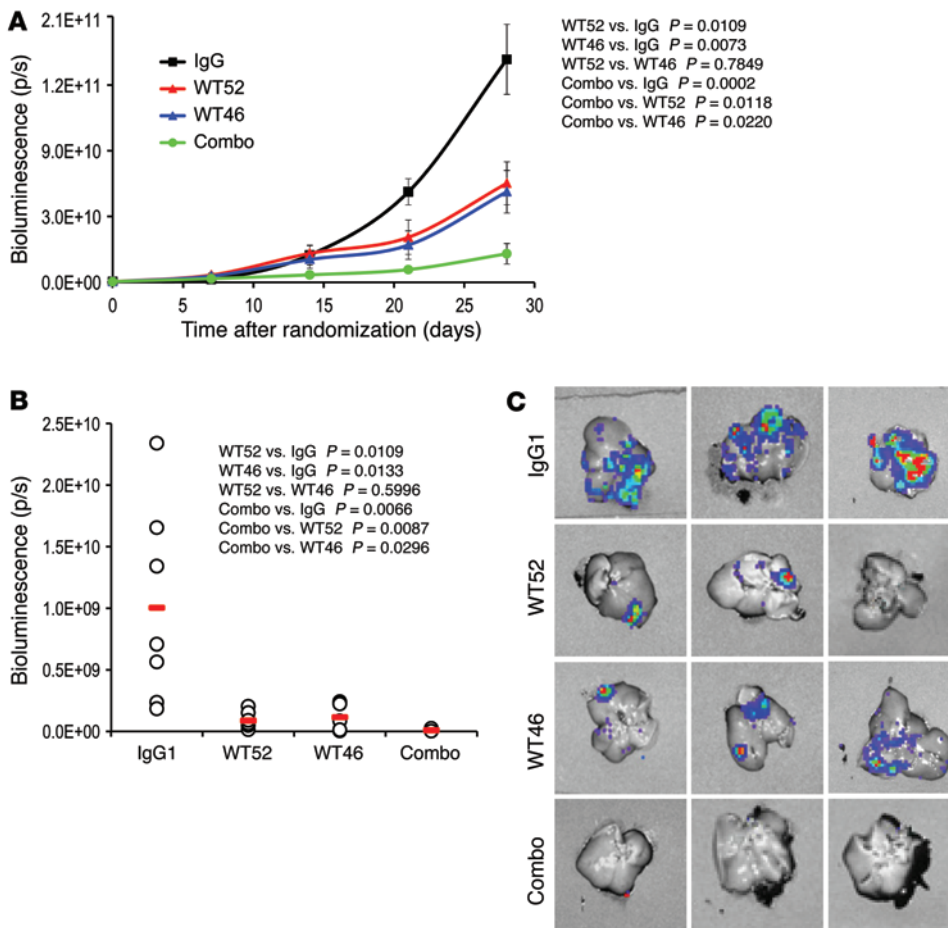 A
2.1E+11
1.2E+11
9.0E+10
3.0E+10
0.0E+00
Bioluminescence (p/s)
IgG
WT52
WT46
Combo
0 5 10 15 20 25 30
Time after randomization (days)
WT52 vs. IgG P = 0.0109
WT46 vs. IgG P = 0.0073
WT52 vs. WT46 P = 0.7849
Combo vs. IgG P = 0.0002
Combo vs. WT52 P = 0.0118
Combo vs. WT46 P = 0.0220
B
2.5E+10
2.0E+10
1.5E+10
1.0E+09
0.5E+09
0.0E+00
Bioluminescence (p/s)
WT52 vs. IgG P = 0.0109
WT46 vs. IgG P = 0.0133
WT52 vs. WT46 P = 0.5996
Combo vs. IgG P = 0.0066
Combo vs. WT52 P = 0.0087
Combo vs. WT46 P = 0.0296
IgG1 WT52 WT46 Combo
C
IgG1
WT52
WT46
Combo